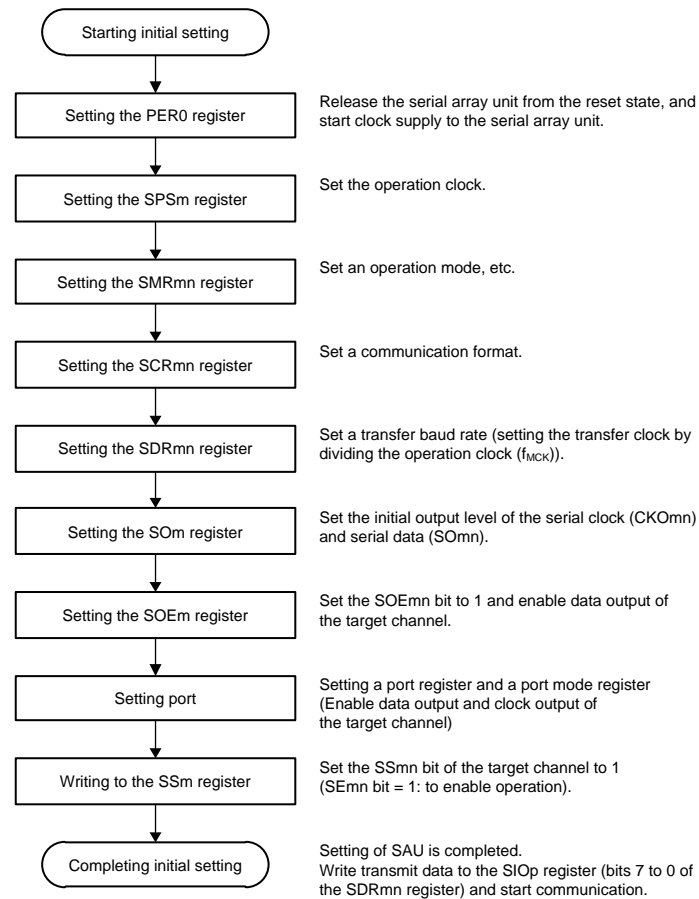 Starting initial setting
Setting the PER0 register
Release the serial array unit from the reset state, and
start clock supply to the serial array unit.
Setting the SPSm register
Set the operation clock.
Setting the SMRmn register
Set an operation mode, etc.
Setting the SCRmn register
Set a communication format.
Setting the SDRmn register
Set a transfer baud rate (setting the transfer clock by
dividing the operation clock (fMCK)).
Setting the SOm register
Set the initial output level of the serial clock (CKOmn)
and serial data (SOmn).
Setting the SOEm register
Set the SOEmn bit to 1 and enable data output of
the target channel.
Setting port
Setting a port register and a port mode register
(Enable data output and clock output of
the target channel)
Writing to the SSm register
Set the SSmn bit of the target channel to 1
(SEmn bit = 1: to enable operation).
Completing initial setting
Setting of SAU is completed.
Write transmit data to the SIOp register (bits 7 to 0 of
the SDRmn register) and start communication.